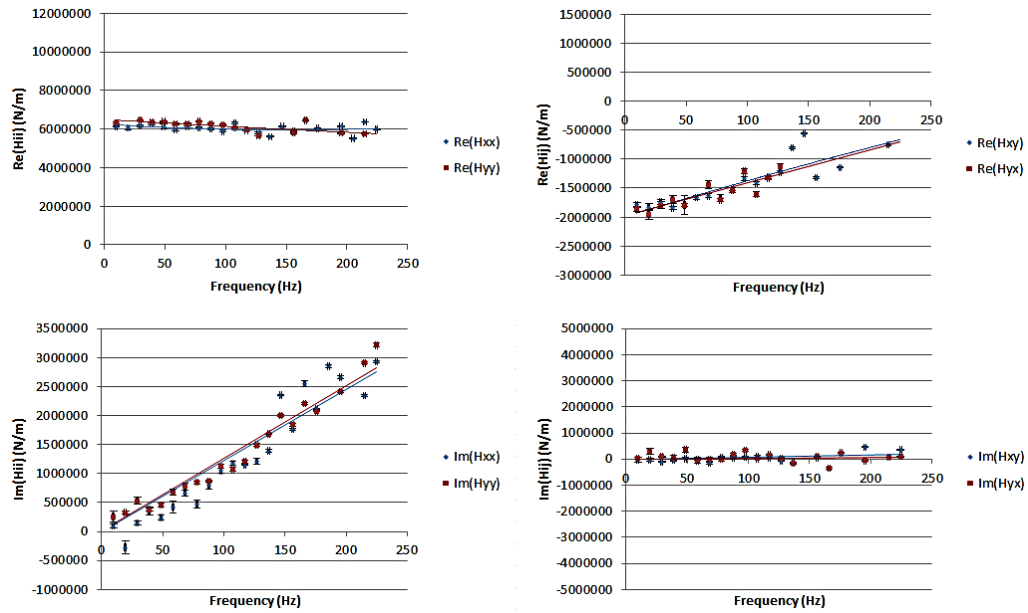 12000000
10000000
8000000
6000000
4000000
2000000
0
0 50 100 150 200 250
Re(Hii) (N/m)
Frequency (Hz)
Re(Hxx)
Re(Hyy)
1500000
1000000
500000
0
-500000
-1000000
-1500000
-2000000
-2500000
-3000000
0 50 100 150 200 250
Re(Hij) (N/m)
Frequency (Hz)
Re(Hxy)
Re(Hyx)
3500000
3000000
2500000
2000000
1500000
1000000
500000
0
-500000
-1000000
0 50 100 150 200 250
Im(Hii) (N/m)
Frequency (Hz)
Im(Hxx)
Im(Hyy)
5000000
4000000
3000000
2000000
1000000
0
-1000000
-2000000
-3000000
-4000000
-5000000
0 50 100 150 200 250
Im(Hij) (N/m)
Frequency (Hz)
Im(Hxy)
Im(Hyx)